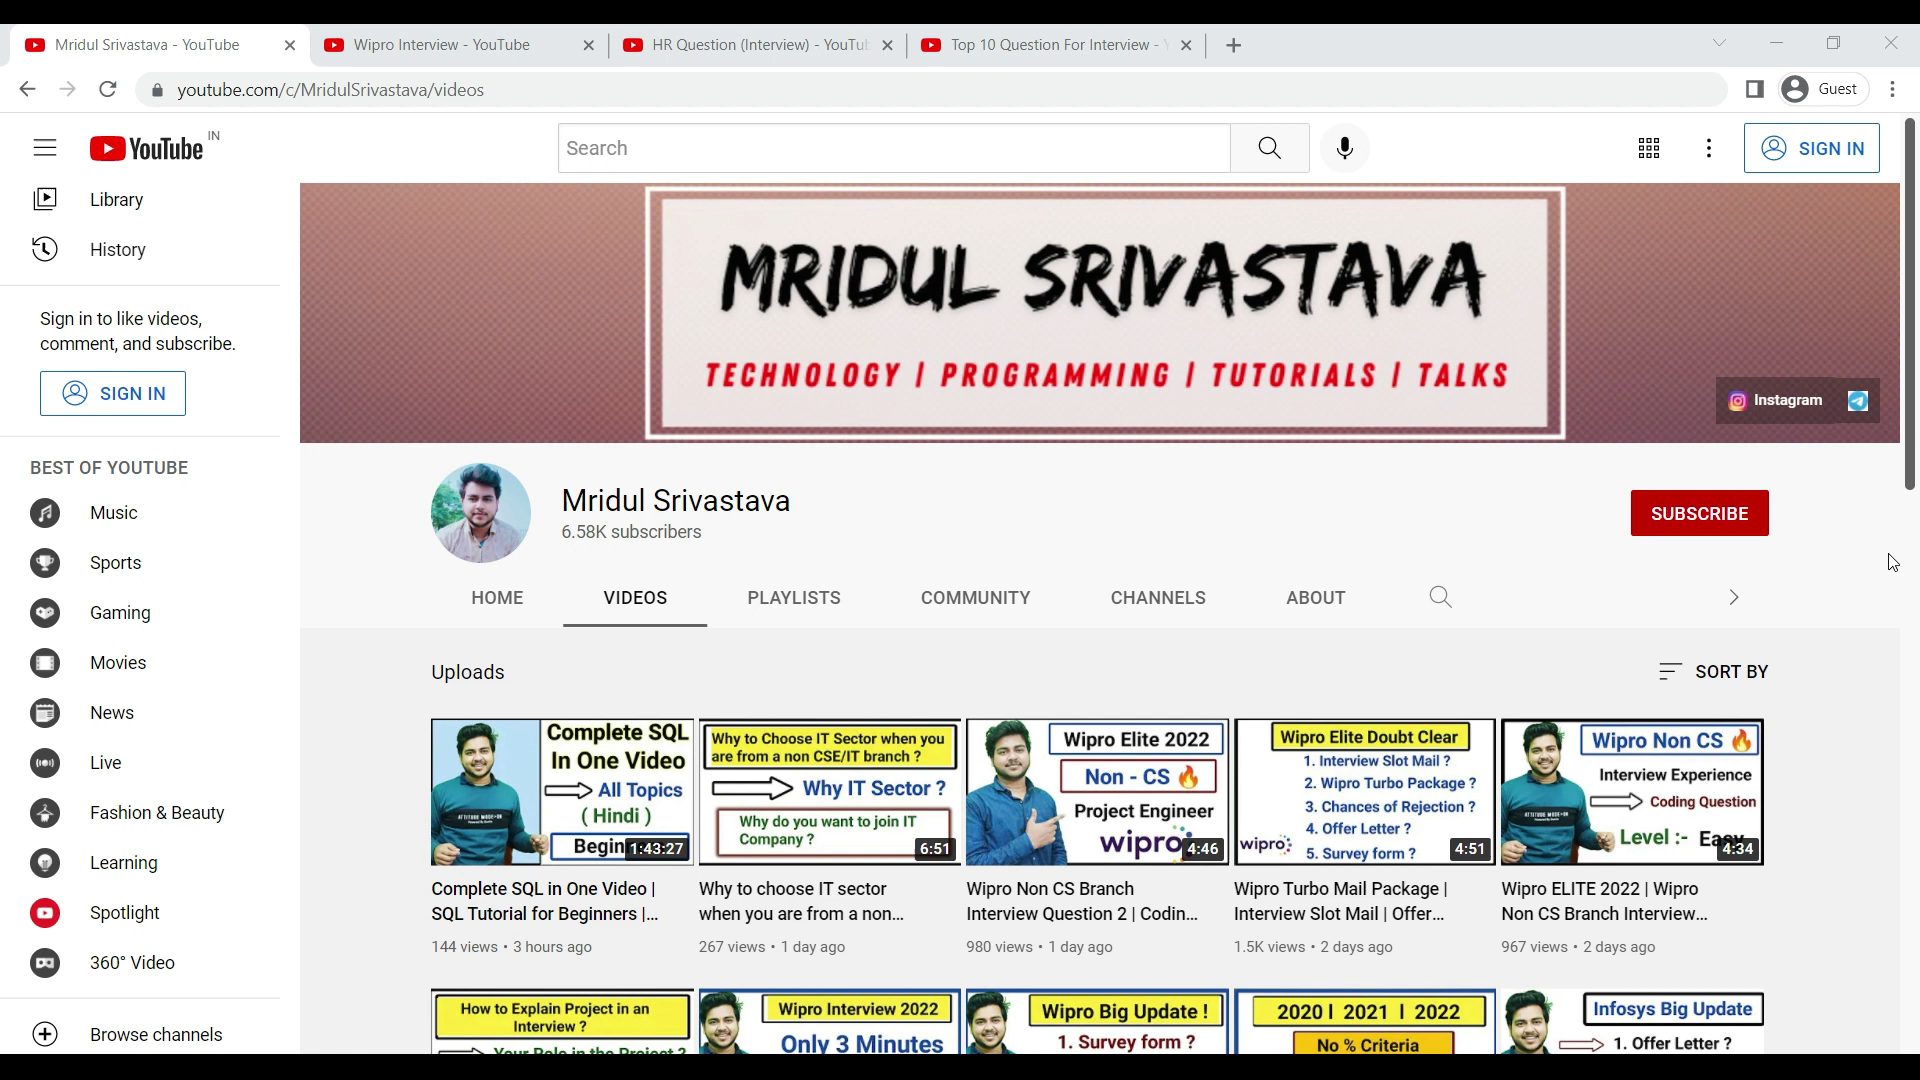 Mridul Srivastava - YouTube
Wipro Interview - YouTube
HR Question (Interview) - YouTu
Top 10 Question For Interview -
youtube.com/c/MridulSrivastava/videos
Guest
YouTube IN
Search
SIGN IN
Library
History
Sign in to like videos,
comment, and subscribe.
SIGN IN
BEST OF YOUTUBE
Music
Sports
Gaming
Movies
News
Live
Fashion & Beauty
Learning
Spotlight
360° Video
Browse channels
MRIDUL SRIVASTAVA
TECHNOLOGY | PROGRAMMING | TUTORIALS | TALKS
Instagram
Mridul Srivastava
6.58K subscribers
SUBSCRIBE
HOME
VIDEOS
PLAYLISTS
COMMUNITY
CHANNELS
ABOUT
Uploads
SORT BY
Complete SQL
In One Video
All Topics
( Hindi )
Begin
1:43:27
Complete SQL in One Video |
SQL Tutorial for Beginners |...
144 views • 3 hours ago
Why to Choose IT Sector when you
are from a non CSE/IT branch ?
Why IT Sector ?
Why do you want to join IT
Company ?
6:51
Why to choose IT sector
when you are from a non...
267 views • 1 day ago
Wipro Elite 2022
Non - CS
Project Engineer
wipro
4:46
Wipro Non CS Branch
Interview Question 2 | Codin...
980 views • 1 day ago
Wipro Elite Doubt Clear
1. Interview Slot Mail ?
2. Wipro Turbo Package ?
3. Chances of Rejection ?
4. Offer Letter ?
5. Survey form ?
wipro
4:51
Wipro Turbo Mail Package |
Interview Slot Mail | Offer...
1.5K views • 2 days ago
Wipro Non CS
Interview Experience
Coding Question
Level :- Easy
ATTITUDE MODE>ON
4:34
Wipro ELITE 2022 | Wipro
Non CS Branch Interview...
967 views • 2 days ago
How to Explain Project in an
Interview ?
Your Role in the Project ?
Wipro Interview 2022
Only 3 Minutes
Wipro Big Update !
1. Survey form ?
2020 | 2021 | 2022
No % Criteria
Infosys Big Update
1. Offer Letter ?